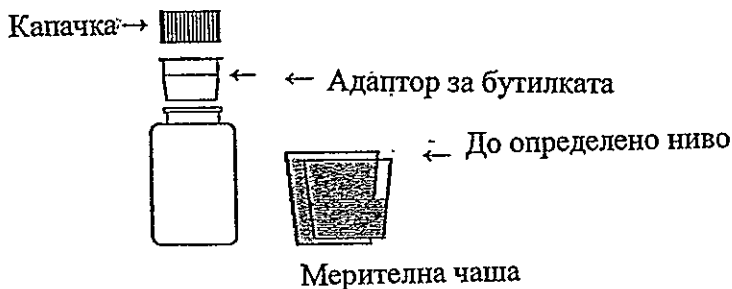 Капачка→
← ← Адаптор за бутилката
← До определено ниво
Мерителна чаша